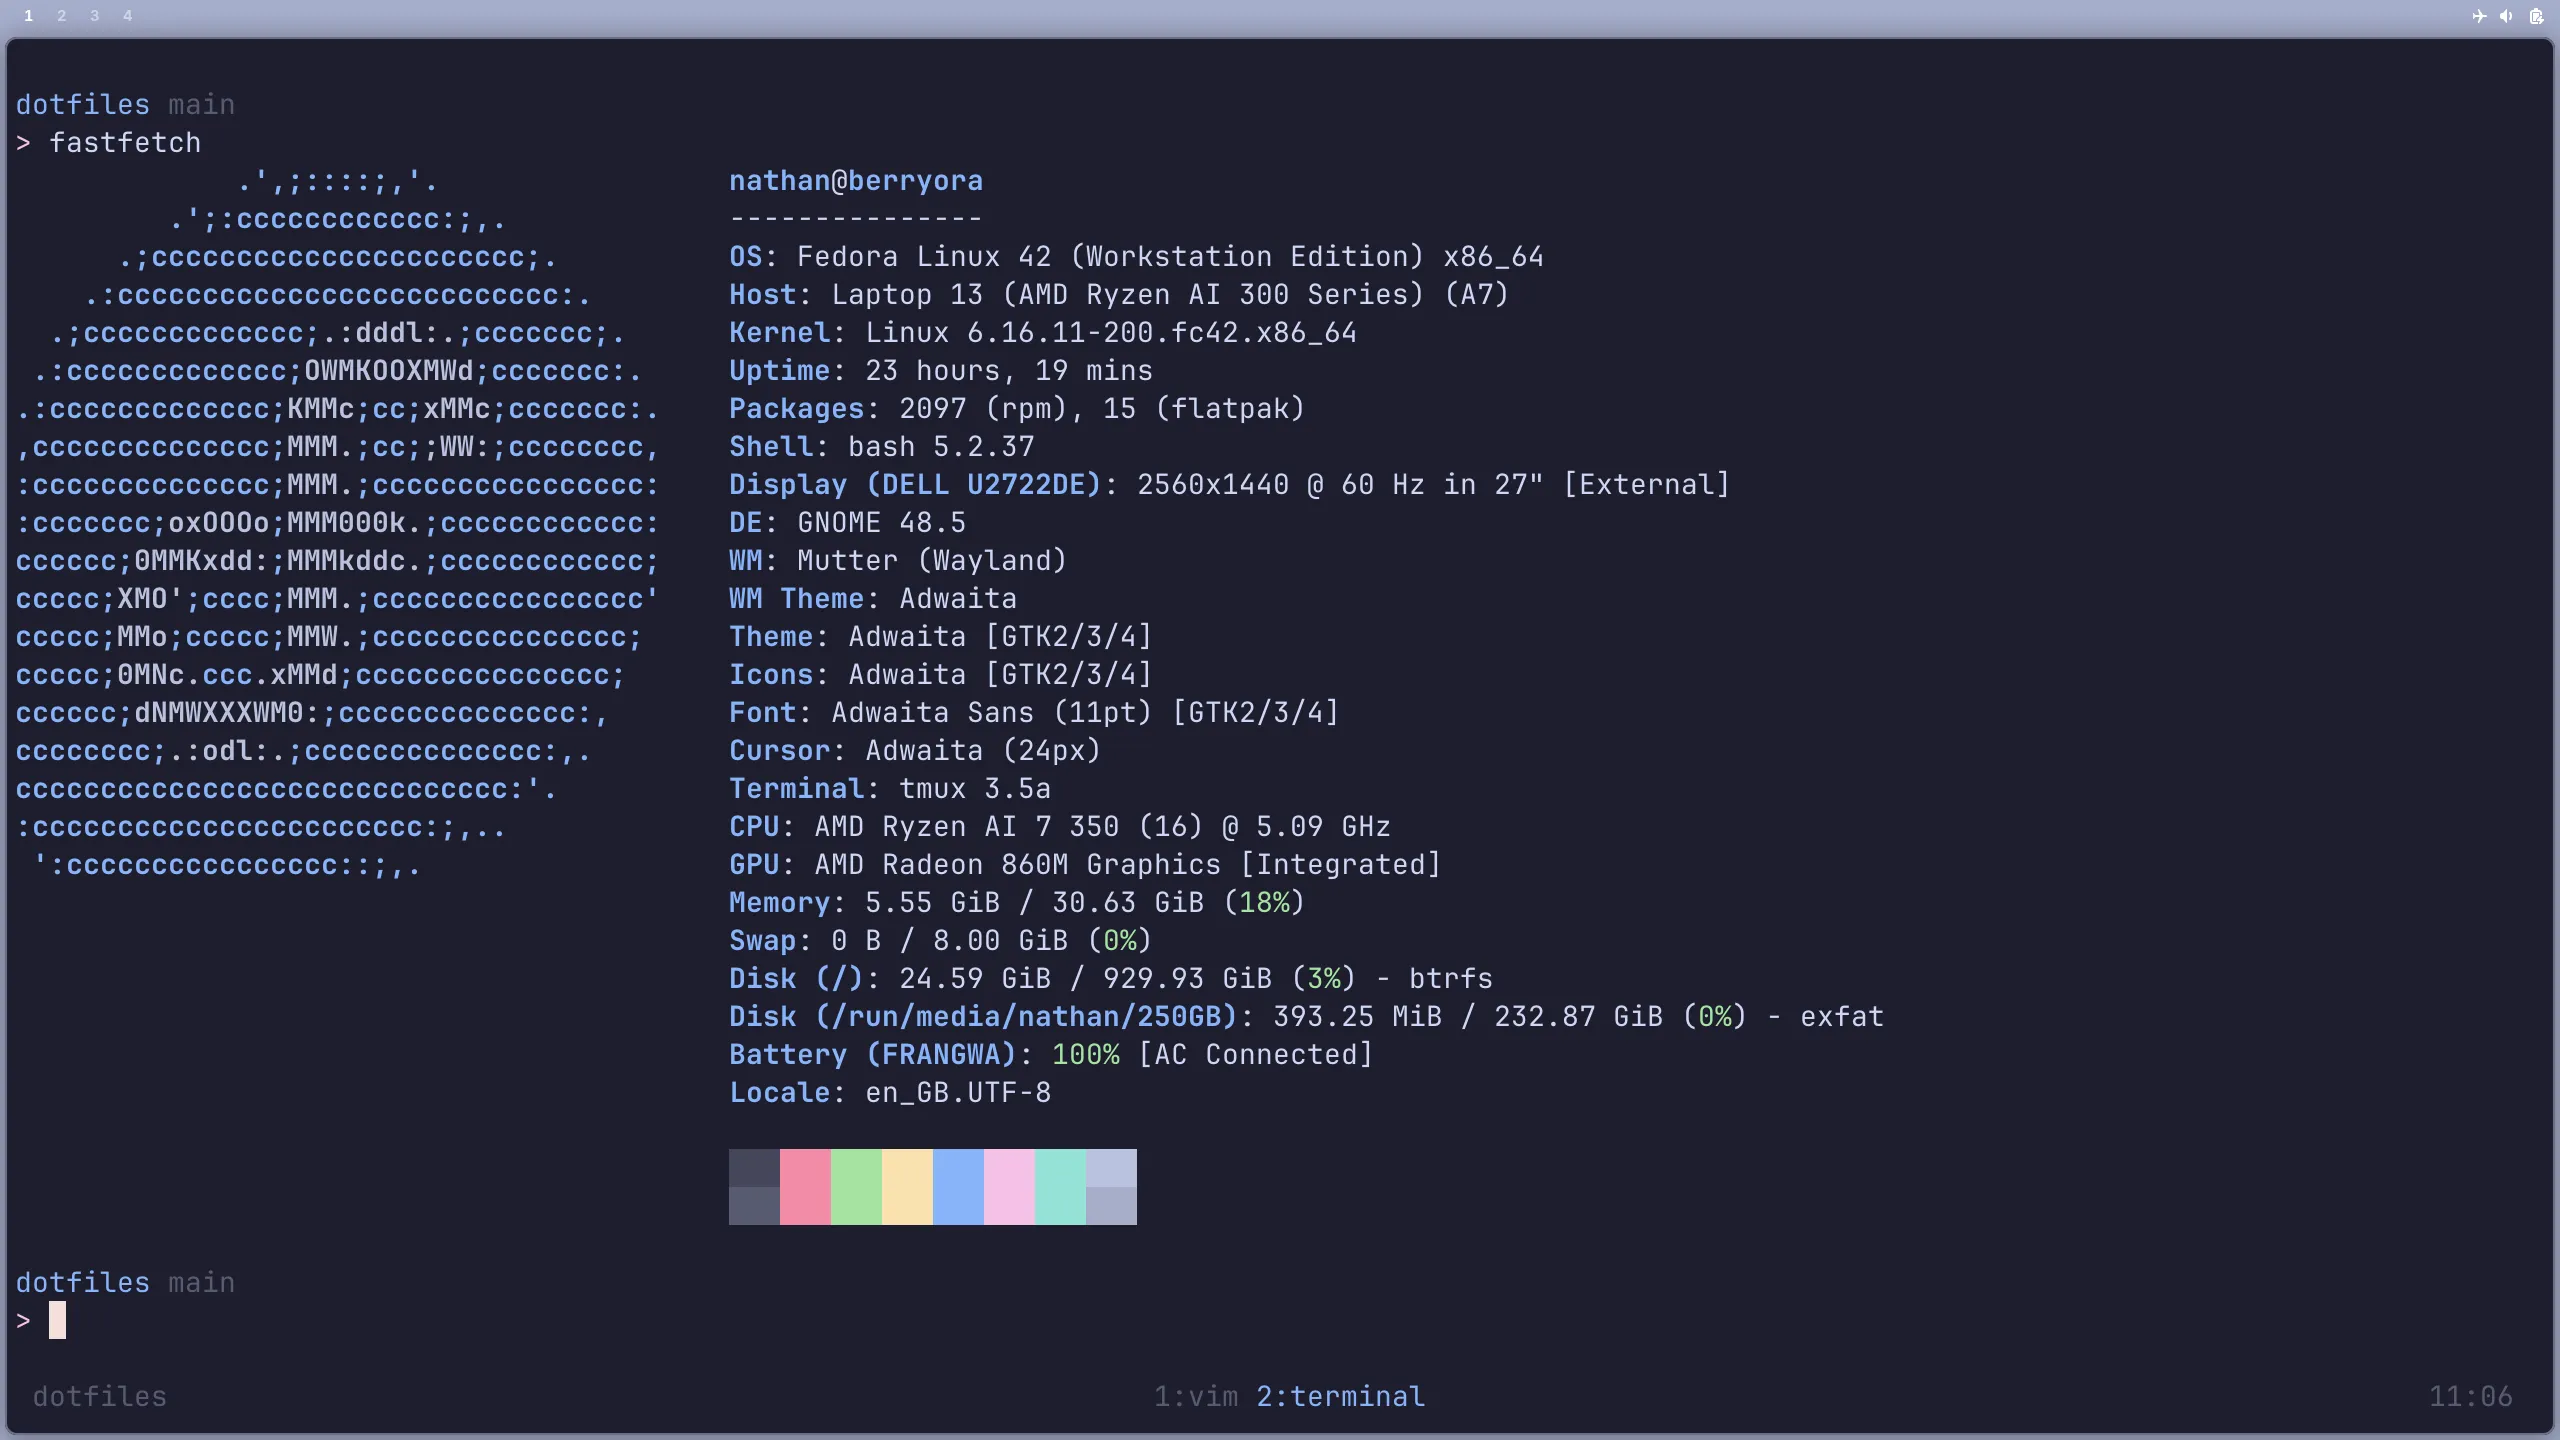 1 2 3 4
dotfiles main
> fastfetch
.',;::::;,'.
.';:cccccccccccc:;,.
.;cccccccccccccccccccccc;.
.:cccccccccccccccccccccccccc:.
.;ccccccccccccc;.:dddl:.;ccccccc;.
.:ccccccccccccc;OWMKOOXMWd;ccccccc:.
.:ccccccccccccc;KMMc;cc;xMMc;ccccccc:.
,cccccccccccccc;MMM.;cc;;WW:;cccccccc,
:cccccccccccccc;MMM.;cccccccccccccccc:
:ccccccc;oxOOOo;MMM000k.;cccccccccccc:
cccccc;0MMKxdd:;MMMkddc.;cccccccccccc;
ccccc;XMO';cccc;MMM.;cccccccccccccccc'
ccccc;MMo;ccccc;MMW.;ccccccccccccccc;
ccccc;0MNc.ccc.xMMd;ccccccccccccccc;
cccccc;dNMWXXXWM0:;cccccccccccccc:,
cccccccc;.:odl:.;cccccccccccccc:,.
ccccccccccccccccccccccccccccc:'.
:ccccccccccccccccccccccc:;,..
':cccccccccccccccc::;,.
nathan@berryora
---------------
OS: Fedora Linux 42 (Workstation Edition) x86_64
Host: Laptop 13 (AMD Ryzen AI 300 Series) (A7)
Kernel: Linux 6.16.11-200.fc42.x86_64
Uptime: 23 hours, 19 mins
Packages: 2097 (rpm), 15 (flatpak)
Shell: bash 5.2.37
Display (DELL U2722DE): 2560x1440 @ 60 Hz in 27" [External]
DE: GNOME 48.5
WM: Mutter (Wayland)
WM Theme: Adwaita
Theme: Adwaita [GTK2/3/4]
Icons: Adwaita [GTK2/3/4]
Font: Adwaita Sans (11pt) [GTK2/3/4]
Cursor: Adwaita (24px)
Terminal: tmux 3.5a
CPU: AMD Ryzen AI 7 350 (16) @ 5.09 GHz
GPU: AMD Radeon 860M Graphics [Integrated]
Memory: 5.55 GiB / 30.63 GiB (18%)
Swap: 0 B / 8.00 GiB (0%)
Disk (/): 24.59 GiB / 929.93 GiB (3%) - btrfs
Disk (/run/media/nathan/250GB): 393.25 MiB / 232.87 GiB (0%) - exfat
Battery (FRANGWA): 100% [AC Connected]
Locale: en_GB.UTF-8
dotfiles main
>
dotfiles 1:vim 2:terminal 11:06